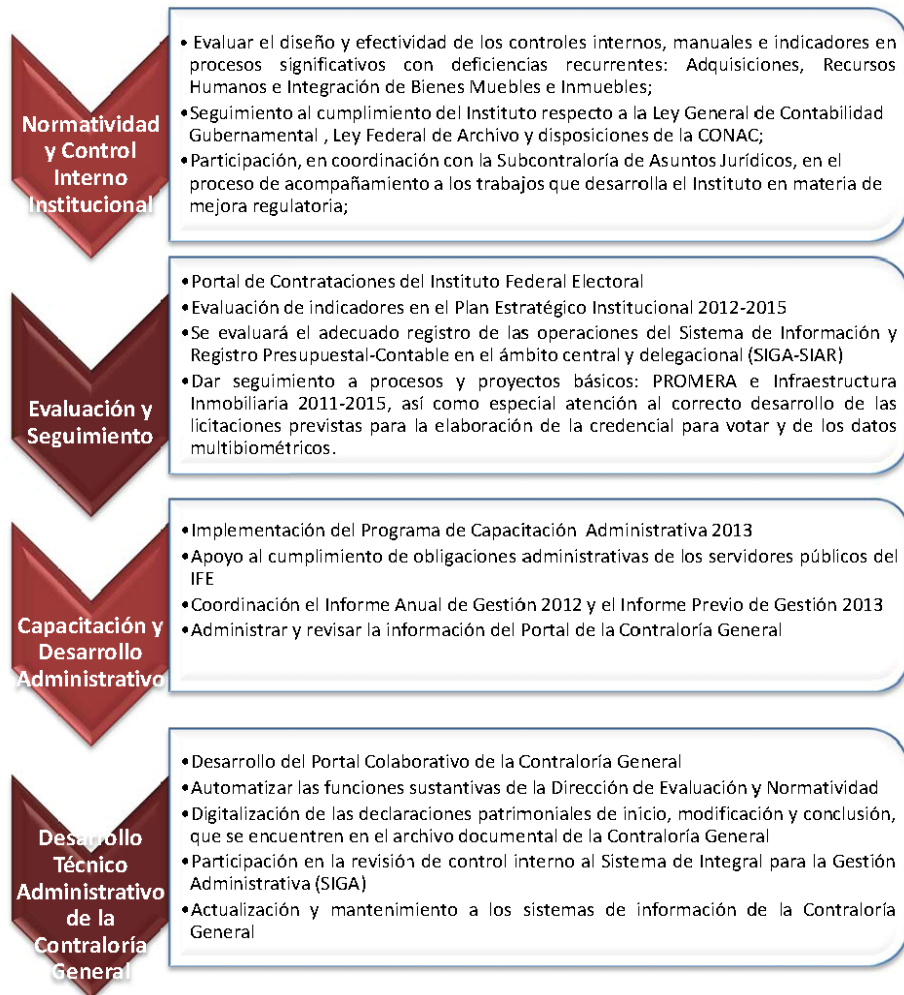 Normatividad
y Control
Interno
Institucional
• Evaluar el diseño y efectividad de los controles internos, manuales e indicadores en
procesos significativos con deficiencias recurrentes: Adquisiciones, Recursos
Humanos e Integración de Bienes Muebles e Inmuebles;
•Seguimiento al cumplimiento del Instituto respecto a la Ley General de Contabilidad
Gubernamental , Ley Federal de Archivo y disposiciones de la CONAC;
•Participación, en coordinación con la Subcontraloría de Asuntos Jurídicos, en el
proceso de acompañamiento a los trabajos que desarrolla el Instituto en materia de
mejora regulatoria;
Evaluación y
Seguimiento
•Portal de Contrataciones del Instituto Federal Electoral
•Evaluación de indicadores en el Plan Estratégico Institucional 2012-2015
•Se evaluará el adecuado registro de las operaciones del Sistema de Información y
Registro Presupuestal-Contable en el ámbito central y delegacional (SIGA-SIAR)
•Dar seguimiento a procesos y proyectos básicos: PROMERA e Infraestructura
Inmobiliaria 2011-2015, así como especial atención al correcto desarrollo de las
licitaciones previstas para la elaboración de la credencial para votar y de los datos
multibiométricos.
Capacitación y
Desarrollo
Administrativo
•Implementación del Programa de Capacitación Administrativa 2013
•Apoyo al cumplimiento de obligaciones administrativas de los servidores públicos del
IFE
•Coordinación el Informe Anual de Gestión 2012 y el Informe Previo de Gestión 2013
•Administrar y revisar la información del Portal de la Contraloría General
Desarrollo
Técnico
Administrativo
de la
Contraloría
General
•Desarrollo del Portal Colaborativo de la Contraloría General
•Automatizar las funciones sustantivas de la Dirección de Evaluación y Normatividad
•Digitalización de las declaraciones patrimoniales de inicio, modificación y conclusión,
que se encuentren en el archivo documental de la Contraloría General
•Participación en la revisión de control interno al Sistema de Integral para la Gestión
Administrativa (SIGA)
•Actualización y mantenimiento a los sistemas de información de la Contraloría
General